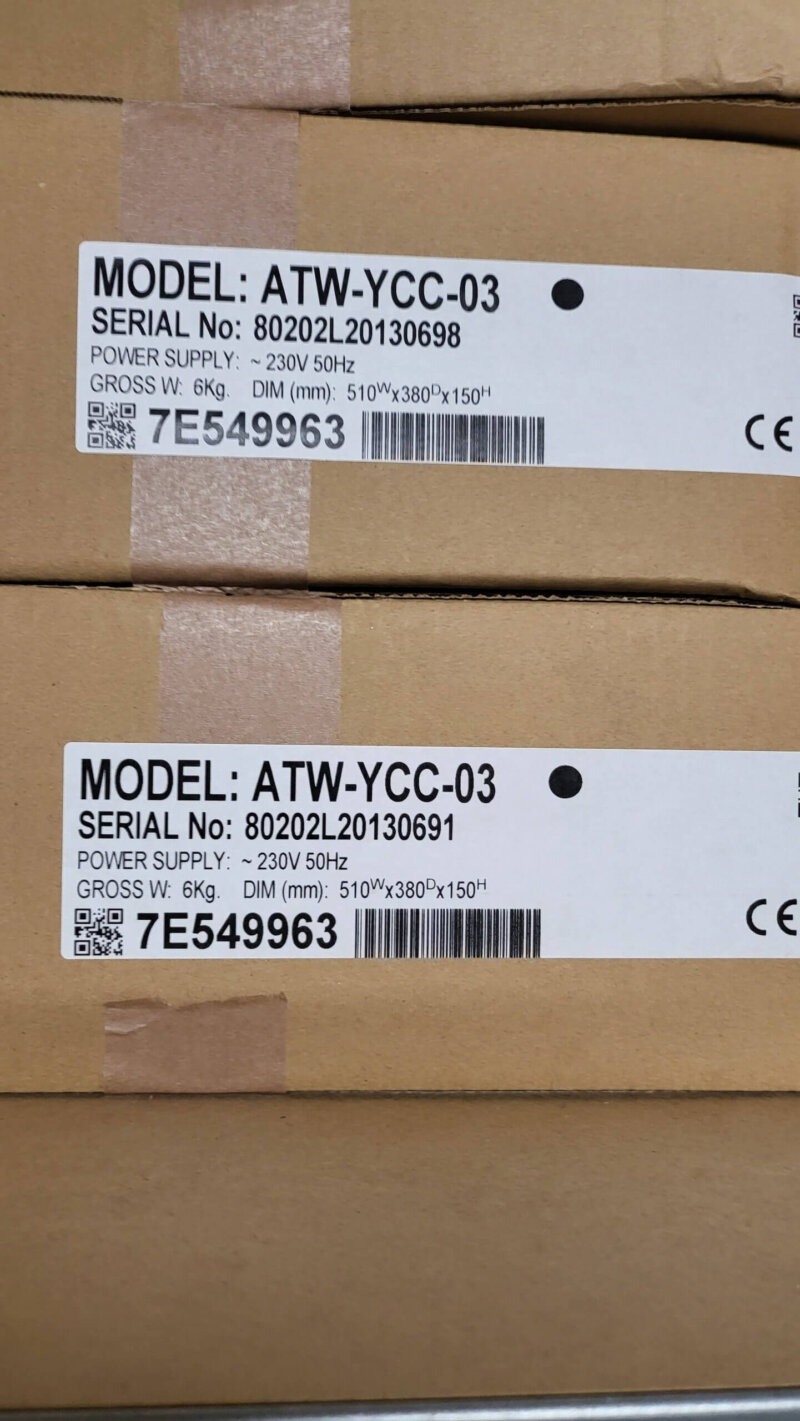 MODEL: ATW-YCC-03
SERIAL No: 80202L20130698
POWER SUPPLY: ~ 230V 50Hz
GROSS W: 6Kg. DIM (mm): 510ᵂx380ᴰx150ᴴ
7E549963
CE
MODEL: ATW-YCC-03
SERIAL No: 80202L20130691
POWER SUPPLY: ~ 230V 50Hz
GROSS W: 6Kg. DIM (mm): 510ᵂx380ᴰx150ᴴ
7E549963
CE